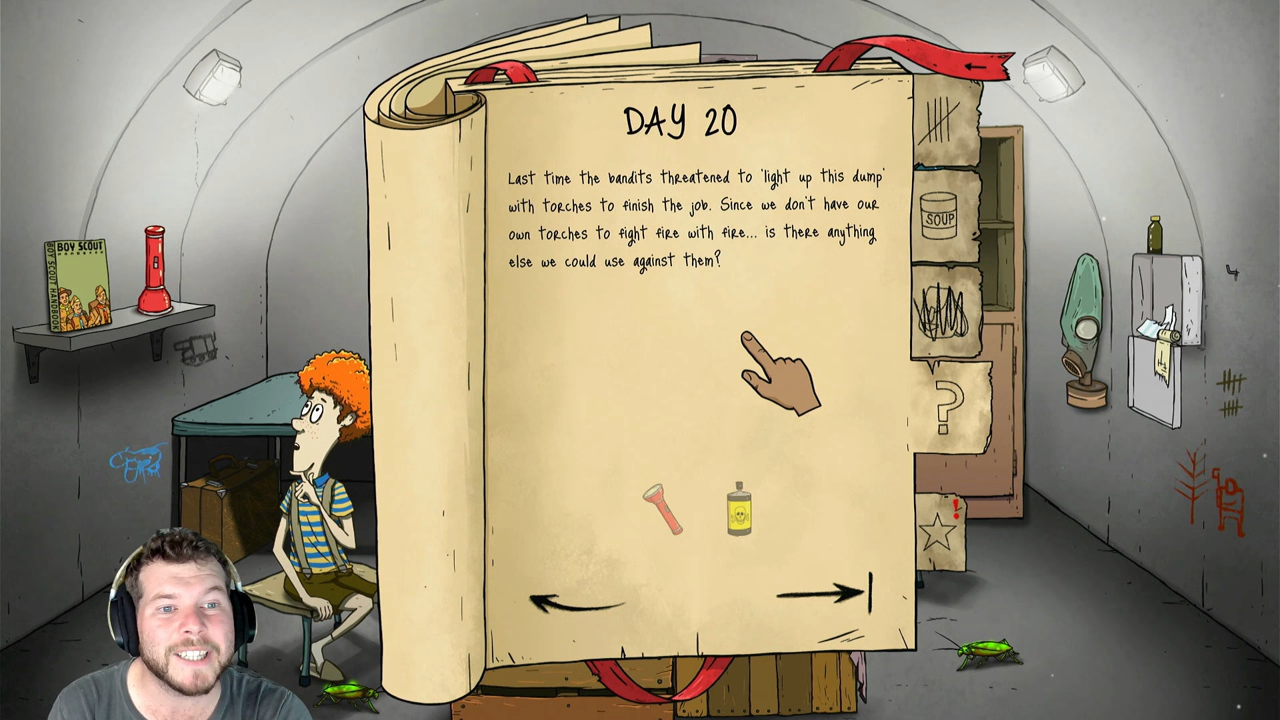 DAY 20
Last time the bandits threatened to 'light up this dump'
with torches to finish the job. Since we don't have our
own torches to fight fire with fire... is there anything
else we could use against them?
BOY SCOUT
BOY SCOUT HANDBOOK
SOUP
?
!